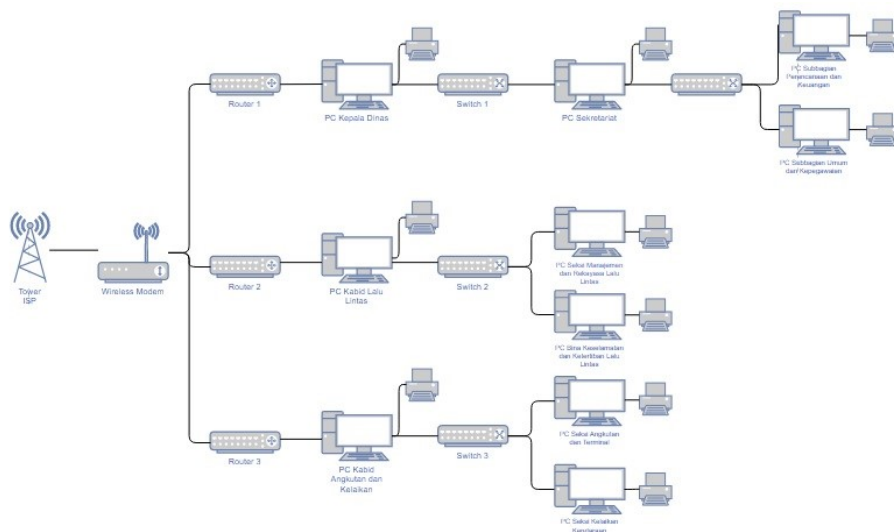 PC Subbagian
Perencanaan dan
Keuangan
Router 1
PC Kepala Dinas
Switch 1
PC Sekretariat
PC Subbagian Umum
dan Kepegawaian
Tower
ISP
Wireless Modem
Router 2
PC Kabid Lalu
Lintas
Switch 2
PC Seksi Manajemen
dan Rekayasa Lalu
Lintas
PC Bina Keselamatan
dan Ketertiban Lalu
Lintas
Router 3
PC Kabid
Angkutan dan
Kelaikan
Switch 3
PC Seksi Angkutan
dan Terminal
PC Seksi Kelaikan
Kendaraan